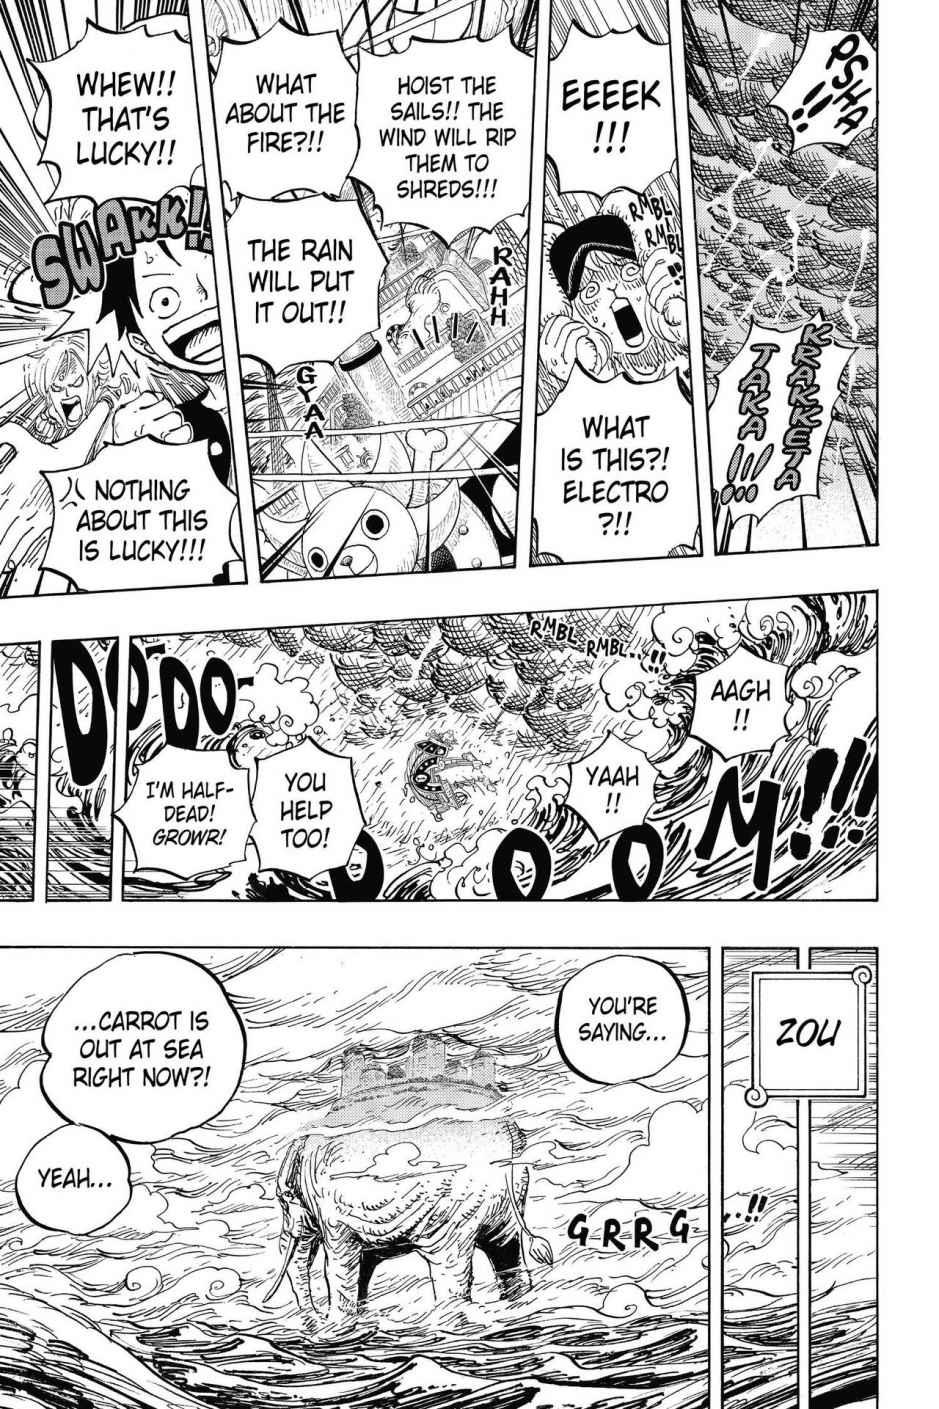 PSHA
!!
KRAKKETA
TAKA!!!
EEEEK
!!!
RMBL
RMBL
!!
WHAT
IS THIS?!
ELECTRO
?!!
HOIST THE
SAILS!! THE
WIND WILL RIP
THEM TO
SHREDS!!!
RAHH
WHAT
ABOUT THE
FIRE?!!
THE RAIN
WILL PUT
IT OUT!!
GYAA
WHEW!!
THAT'S
LUCKY!!
SWAKK!!
NOTHING
ABOUT THIS
IS LUCKY!!!
RMBL
RMBL...!!
AAGH
!!
YAAH
!!
DO-DO-
DOOOOM!!!
YOU
HELP
TOO!
I'M HALF-
DEAD!
GROWR!
ZOU
YOU'RE
SAYING...
GRRG...!!
...CARROT IS
OUT AT SEA
RIGHT NOW?!
YEAH...